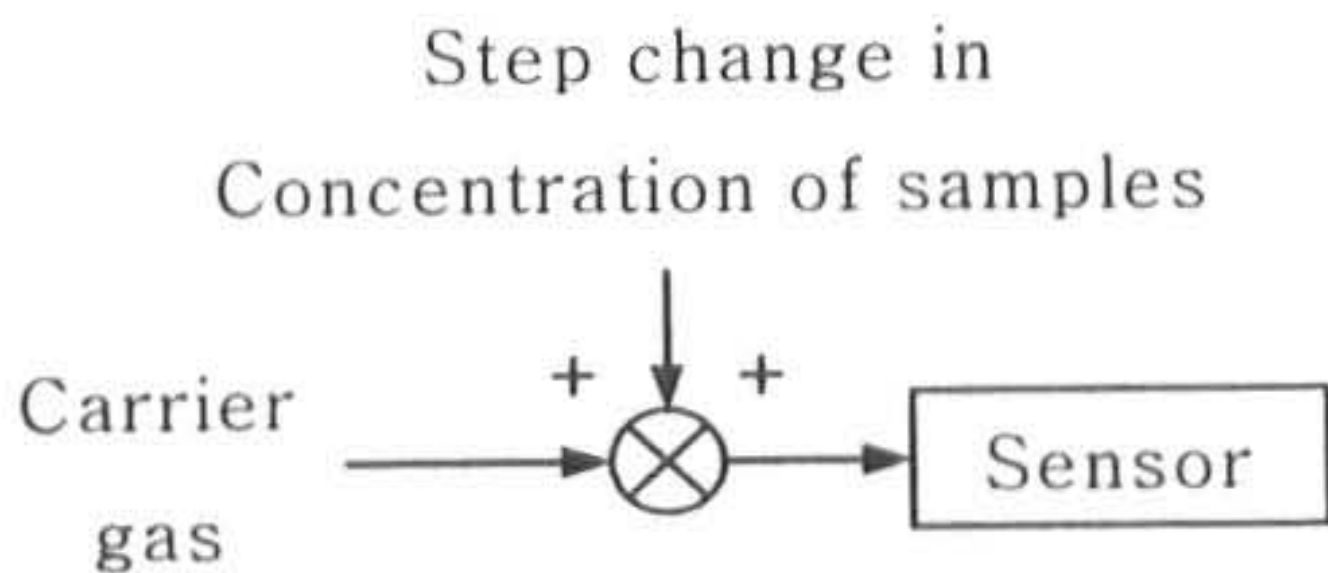 Step change in
Concentration of samples
+ +
Carrier
gas
Sensor